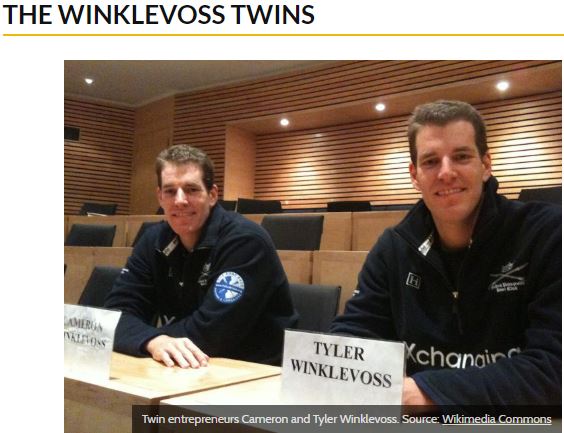 THE WINKLEVOSS TWINS
CAMERON
WINKLEVOSS
TYLER
WINKLEVOSS
Xchanging
H
Twin entrepreneurs Cameron and Tyler Winklevoss. Source: Wikimedia Commons